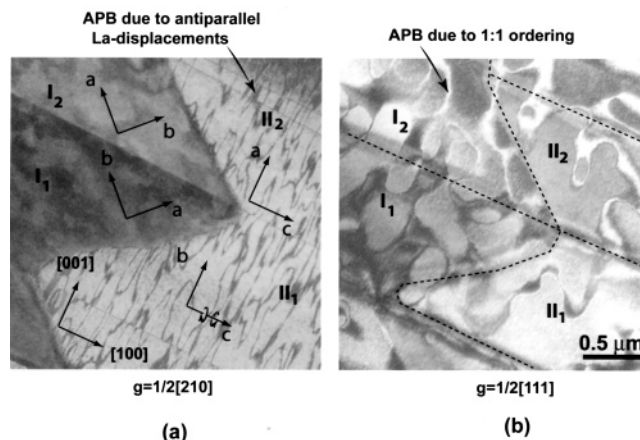 APB due to antiparallel
La-displacements
I₂
a
b
II₂
a
c
I₁
b
a
b
c
II₁
[001]
[100]
g=1/2[210]
(a)
APB due to 1:1 ordering
I₂
II₂
I₁
II₁
0.5 μm
g=1/2[111]
(b)